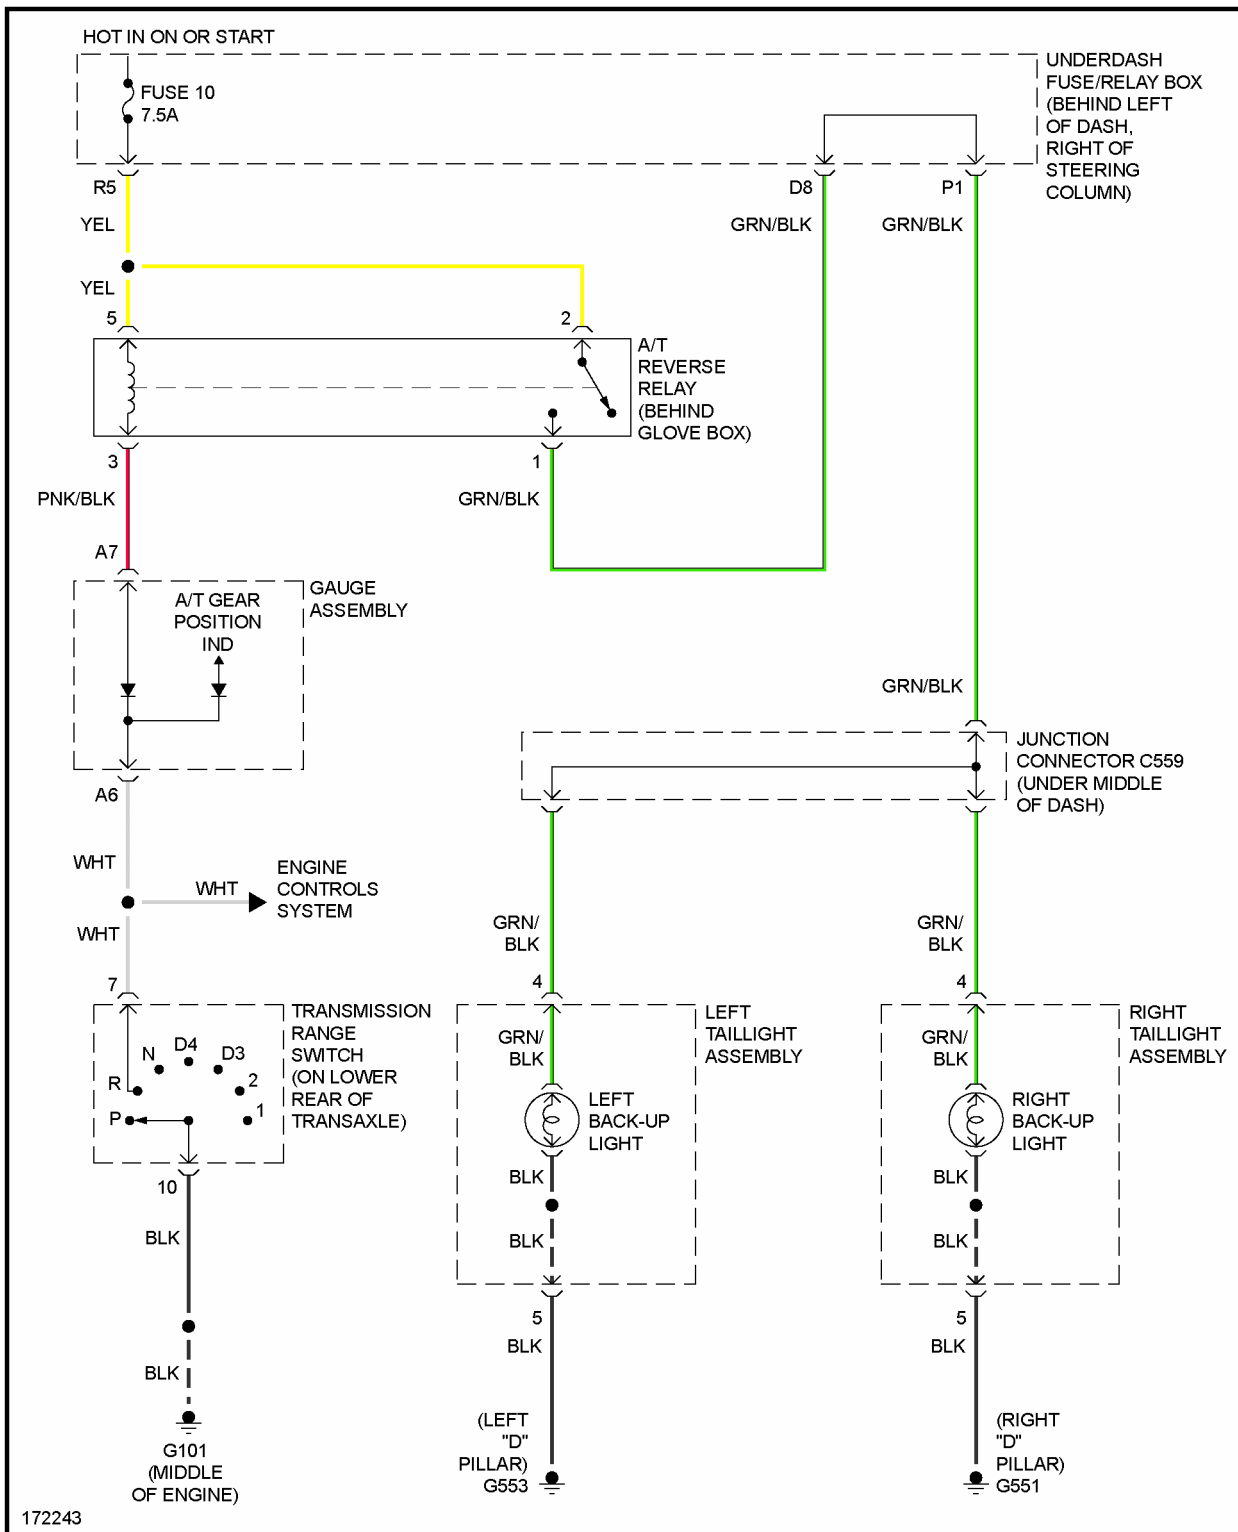 HOT IN ON OR START
FUSE 10
7.5A
UNDERDASH
FUSE/RELAY BOX
(BEHIND LEFT
OF DASH,
RIGHT OF
STEERING
COLUMN)
R5
D8
P1
YEL
GRN/BLK
GRN/BLK
YEL
5
2
A/T
REVERSE
RELAY
(BEHIND
GLOVE BOX)
3
1
PNK/BLK
GRN/BLK
A7
GAUGE
ASSEMBLY
A/T GEAR
POSITION
IND
GRN/BLK
JUNCTION
CONNECTOR C559
(UNDER MIDDLE
OF DASH)
A6
WHT
WHT
ENGINE
CONTROLS
SYSTEM
WHT
GRN/
BLK
GRN/
BLK
7
4
4
TRANSMISSION
RANGE
SWITCH
(ON LOWER
REAR OF
TRANSAXLE)
P
R
N
D4
D3
2
1
LEFT
TAILLIGHT
ASSEMBLY
GRN/
BLK
LEFT
BACK-UP
LIGHT
RIGHT
TAILLIGHT
ASSEMBLY
GRN/
BLK
RIGHT
BACK-UP
LIGHT
10
BLK
BLK
BLK
BLK
BLK
BLK
5
5
BLK
BLK
G101
(MIDDLE
OF ENGINE)
(LEFT
"D"
PILLAR)
G553
(RIGHT
"D"
PILLAR)
G551
172243